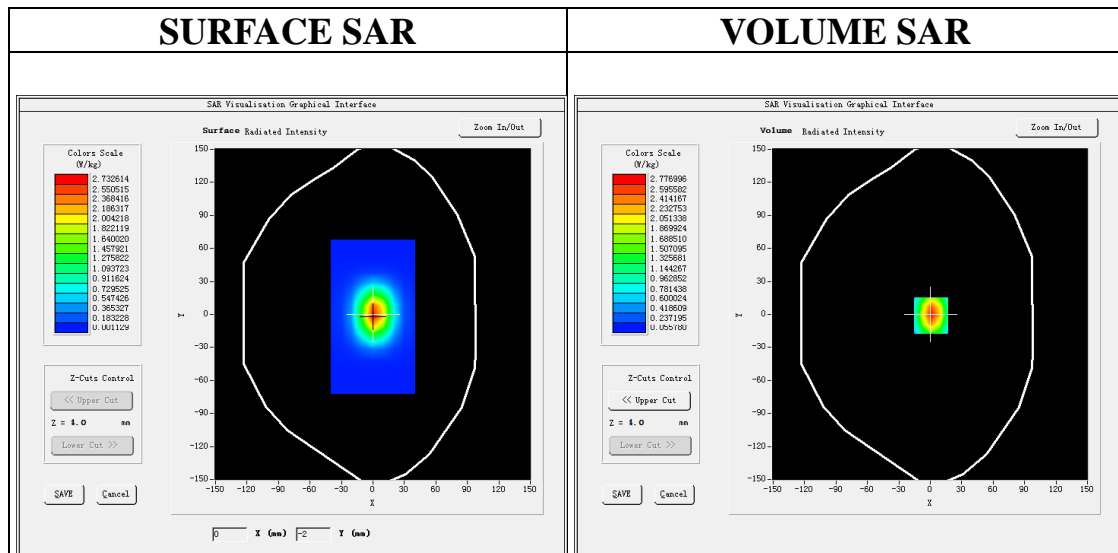 SURFACE SAR
VOLUME SAR
SAR Visualisation Graphical Interface
Surface Radiated Intensity
Zoom In/Out
Colors Scale
(W/kg)
2.732614
2.550515
2.368416
2.186317
2.004218
1.822119
1.640020
1.457921
1.275822
1.093723
0.911624
0.729525
0.547426
0.365327
0.183228
0.001129
Z-Cuts Control
<< Upper Cut
Z = 4.0 mm
Lower Cut >>
SAVE Cancel
150
120
90
60
30
0
-30
-60
-90
-120
-150
Y
-150 -120 -90 -60 -30 0 30 60 90 120 150
X
0 X (mm) -2 Y (mm)
SAR Visualisation Graphical Interface
Volume Radiated Intensity
Zoom In/Out
Colors Scale
(W/kg)
2.776996
2.595582
2.414167
2.232753
2.051338
1.869924
1.688510
1.507095
1.325681
1.144267
0.962852
0.781438
0.600024
0.418609
0.237195
0.055780
Z-Cuts Control
<< Upper Cut
Z = 4.0 mm
Lower Cut >>
SAVE Cancel
150
120
90
60
30
0
-30
-60
-90
-120
-150
Y
-150 -120 -90 -60 -30 0 30 60 90 120 150
X